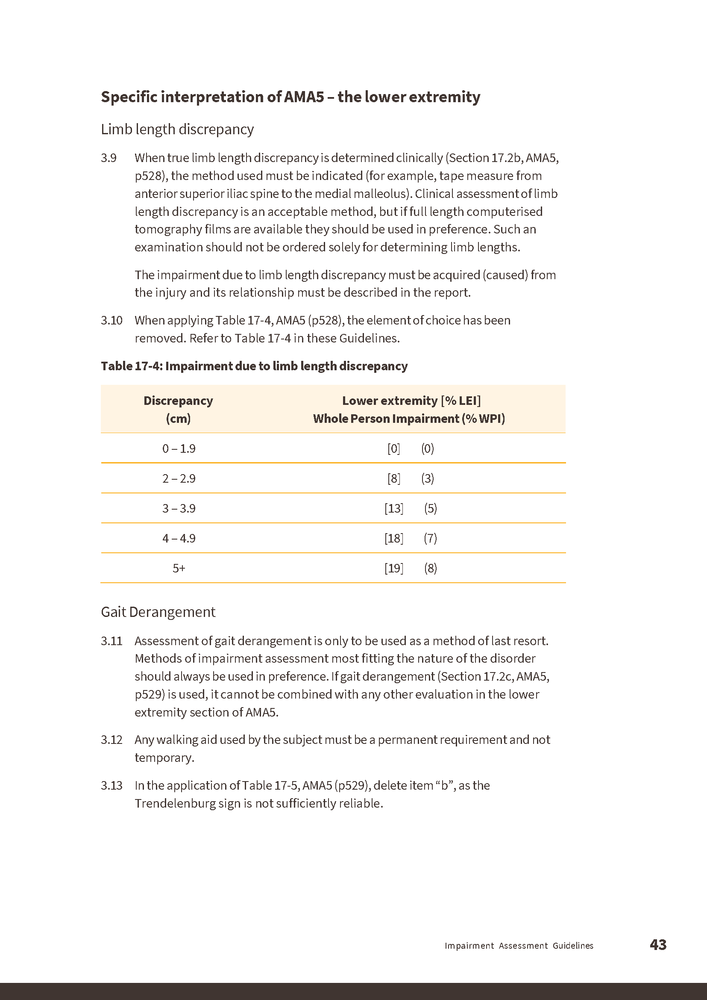 Specific interpretation of AMA5 – the lower extremity
Limb length discrepancy
3.9 When true limb length discrepancy is determined clinically (Section 17.2b, AMA5,
p528), the method used must be indicated (for example, tape measure from
anterior superior iliac spine to the medial malleolus). Clinical assessment of limb
length discrepancy is an acceptable method, but if full length computerised
tomography films are available they should be used in preference. Such an
examination should not be ordered solely for determining limb lengths.
The impairment due to limb length discrepancy must be acquired (caused) from
the injury and its relationship must be described in the report.
3.10 When applying Table 17-4, AMA5 (p528), the element of choice has been
removed. Refer to Table 17-4 in these Guidelines.
Table 17-4: Impairment due to limb length discrepancy
Discrepancy Lower extremity [% LEI]
(cm) Whole Person Impairment (% WPI)
0 – 1.9 [0] (0)
2 – 2.9 [8] (3)
3 – 3.9 [13] (5)
4 – 4.9 [18] (7)
5+ [19] (8)
Gait Derangement
3.11 Assessment of gait derangement is only to be used as a method of last resort.
Methods of impairment assessment most fitting the nature of the disorder
should always be used in preference. If gait derangement (Section 17.2c, AMA5,
p529) is used, it cannot be combined with any other evaluation in the lower
extremity section of AMA5.
3.12 Any walking aid used by the subject must be a permanent requirement and not
temporary.
3.13 In the application of Table 17-5, AMA5 (p529), delete item “b”, as the
Trendelenburg sign is not sufficiently reliable.
Impairment Assessment Guidelines 43